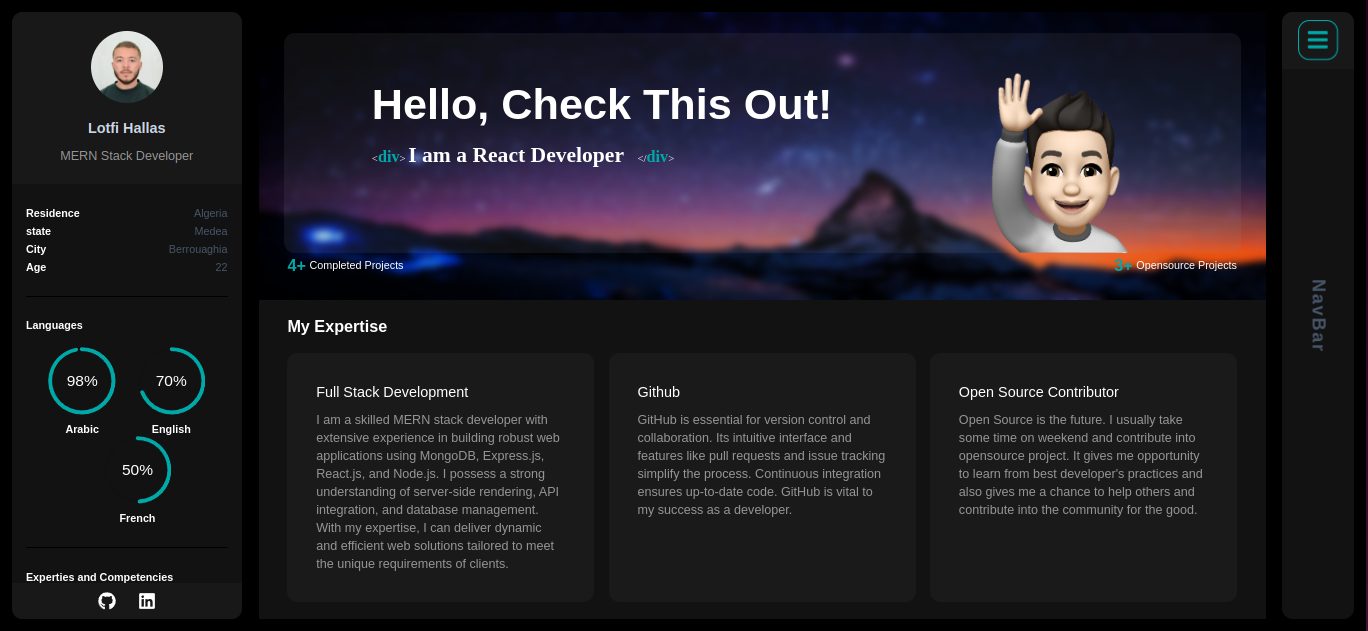 Lotfi Hallas
MERN Stack Developer
Residence Algeria
state Medea
City Berrouaghia
Age 22
Languages
98% 70%
Arabic English
50%
French
Experties and Competencies
Hello, Check This Out!
<div> I am a React Developer </div>
4+ Completed Projects
3+ Opensource Projects
My Expertise
Full Stack Development
I am a skilled MERN stack developer with
extensive experience in building robust web
applications using MongoDB, Express.js,
React.js, and Node.js. I possess a strong
understanding of server-side rendering, API
integration, and database management.
With my expertise, I can deliver dynamic
and efficient web solutions tailored to meet
the unique requirements of clients.
Github
GitHub is essential for version control and
collaboration. Its intuitive interface and
features like pull requests and issue tracking
simplify the process. Continuous integration
ensures up-to-date code. GitHub is vital to
my success as a developer.
Open Source Contributor
Open Source is the future. I usually take
some time on weekend and contribute into
opensource project. It gives me opportunity
to learn from best developer's practices and
also gives me a chance to help others and
contribute into the community for the good.
NavBar